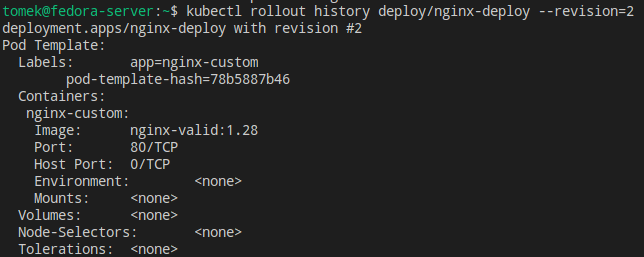 tomek@fedora-server:~$ kubectl rollout history deploy/nginx-deploy --revision=2
deployment.apps/nginx-deploy with revision #2
Pod Template:
  Labels:       app=nginx-custom
        pod-template-hash=78b5887b46
  Containers:
   nginx-custom:
    Image:      nginx-valid:1.28
    Port:       80/TCP
    Host Port:  0/TCP
    Environment:        <none>
    Mounts:     <none>
  Volumes:      <none>
  Node-Selectors:       <none>
  Tolerations:  <none>